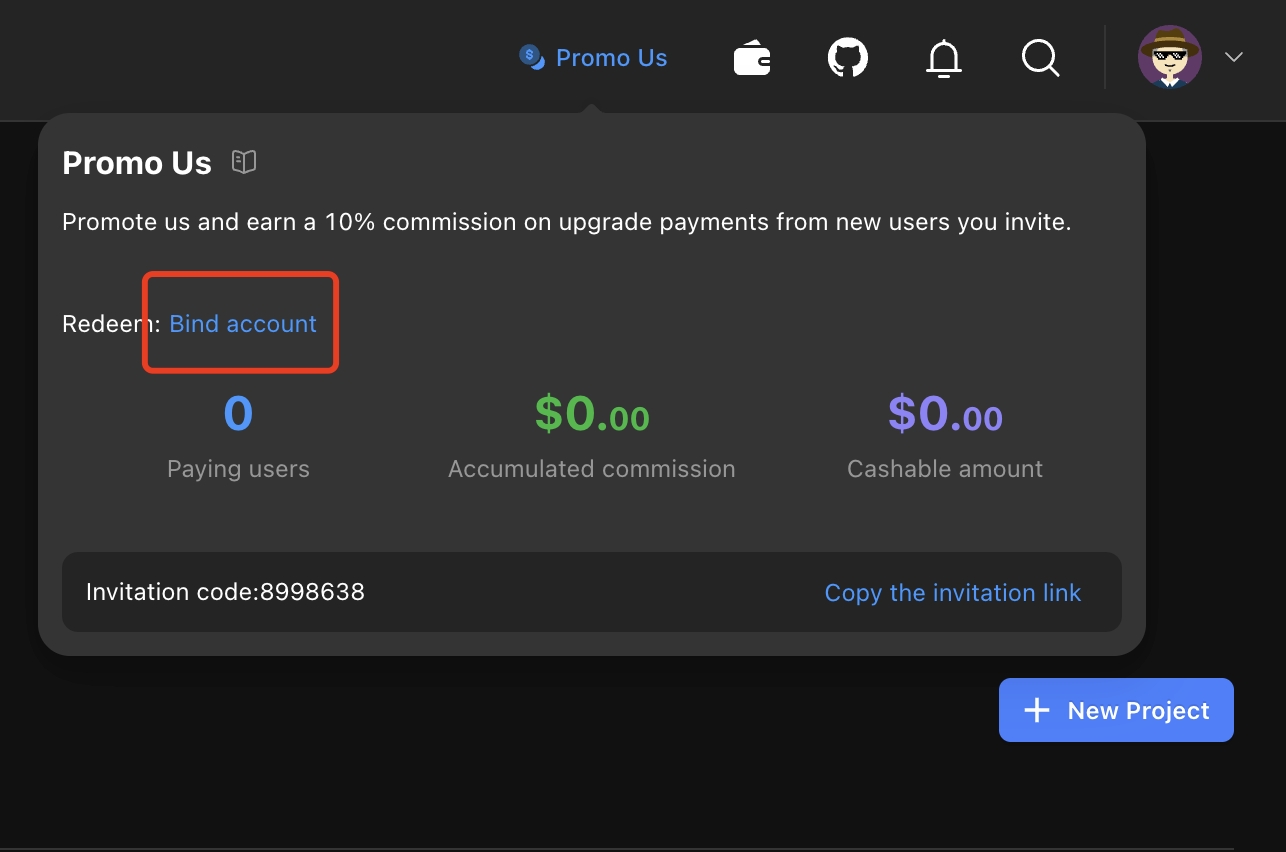 Promo Us
Promo Us
Promote us and earn a 10% commission on upgrade payments from new users you invite.
Redeem: Bind account
0 $0.00 $0.00
Paying users Accumulated commission Cashable amount
Invitation code:8998638 Copy the invitation link
New Project